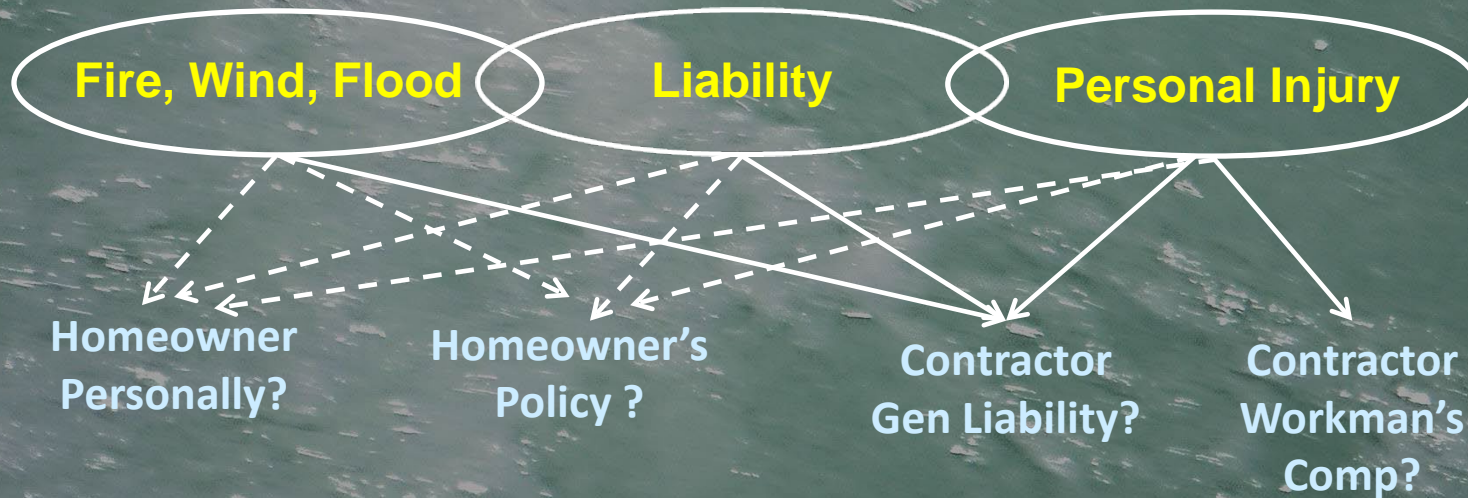 Fire, Wind, Flood
Liability
Personal Injury
Homeowner
Personally?
Homeowner's
Policy ?
Contractor
Gen Liability?
Contractor
Workman's
Comp?